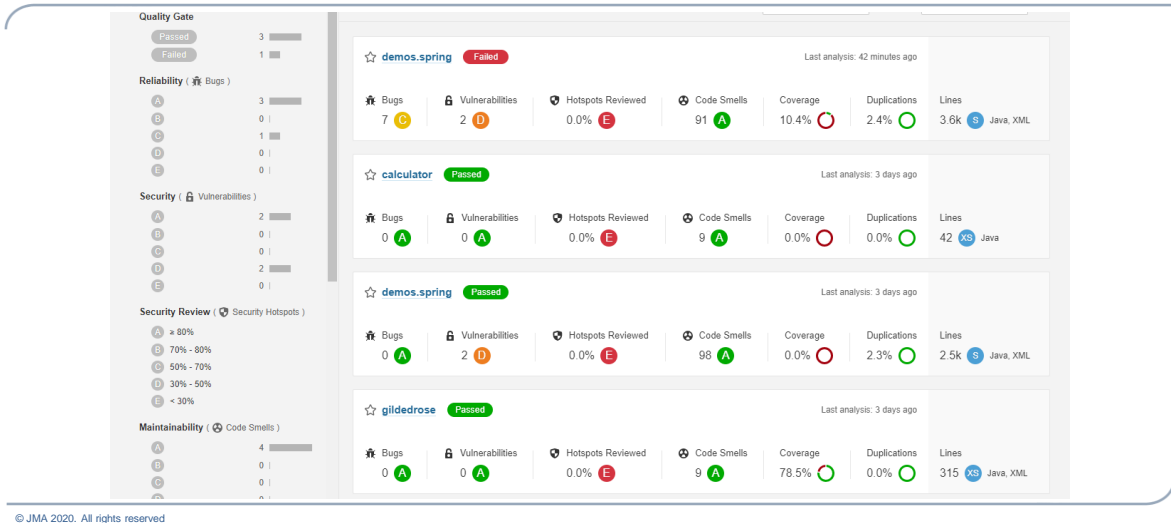 Quality Gate
Passed 3
Failed 1
Reliability ( Bugs )
A 3
B 0
C 1
D 0
E 0
Security ( Vulnerabilities )
A 2
B 0
C 0
D 2
E 0
Security Review ( Security Hotspots )
A ≥ 80%
B 70% - 80%
C 50% - 70%
D 30% - 50%
E < 30%
Maintainability ( Code Smells )
A 4
B 0
C 0
demos.spring Failed Last analysis: 42 minutes ago
Bugs Vulnerabilities Hotspots Reviewed Code Smells Coverage Duplications Lines
7 C 2 D 0.0% E 91 A 10.4% 2.4% 3.6k S Java, XML
calculator Passed Last analysis: 3 days ago
Bugs Vulnerabilities Hotspots Reviewed Code Smells Coverage Duplications Lines
0 A 0 A 0.0% E 9 A 0.0% 0.0% 42 XS Java
demos.spring Passed Last analysis: 3 days ago
Bugs Vulnerabilities Hotspots Reviewed Code Smells Coverage Duplications Lines
0 A 2 D 0.0% E 98 A 0.0% 2.3% 2.5k S Java, XML
gildedrose Passed Last analysis: 3 days ago
Bugs Vulnerabilities Hotspots Reviewed Code Smells Coverage Duplications Lines
0 A 0 A 0.0% E 9 A 78.5% 0.0% 315 XS Java, XML
© JMA 2020. All rights reserved